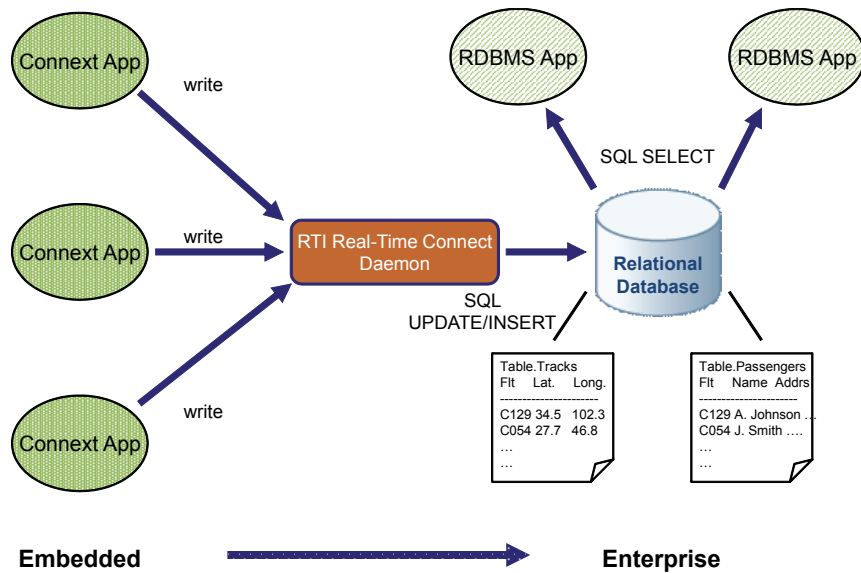 Connext App
write
RDBMS App
RDBMS App
SQL SELECT
Connext App
write
RTI Real-Time Connect
Daemon
Relational
Database
SQL
UPDATE/INSERT
Connext App
write
Table.Tracks
Flt Lat. Long.
----------------------
C129 34.5 102.3
C054 27.7 46.8
…
…
Table.Passengers
Flt Name Addrs
----------------------
C129 A. Johnson …
C054 J. Smith ….
…
…
Embedded
Enterprise